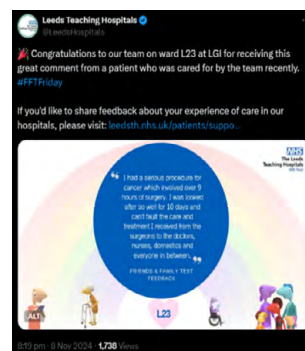 Leeds Teaching Hospitals
@LeedsHospitals
🎉 Congratulations to our team on ward L23 at LGI for receiving this
great comment from a patient who was cared for by the team recently.
#FFTFriday
If you'd like to share feedback about your experience of care in our
hospitals, please visit: leedsth.nhs.uk/patients/suppo…
NHS
The Leeds
Teaching Hospitals
NHS Trust
“ I had a serious procedure for
cancer which involved over 9
hours of surgery. I was looked
after so well for 10 days and
can't fault the care and
treatment I received from the
surgeons to the doctors,
nurses, domestics and
everyone in between. ”
FRIENDS & FAMILY TEST
FEEDBACK
L23
ALT
8:19 pm · 8 Nov 2024 · 1,738 Views